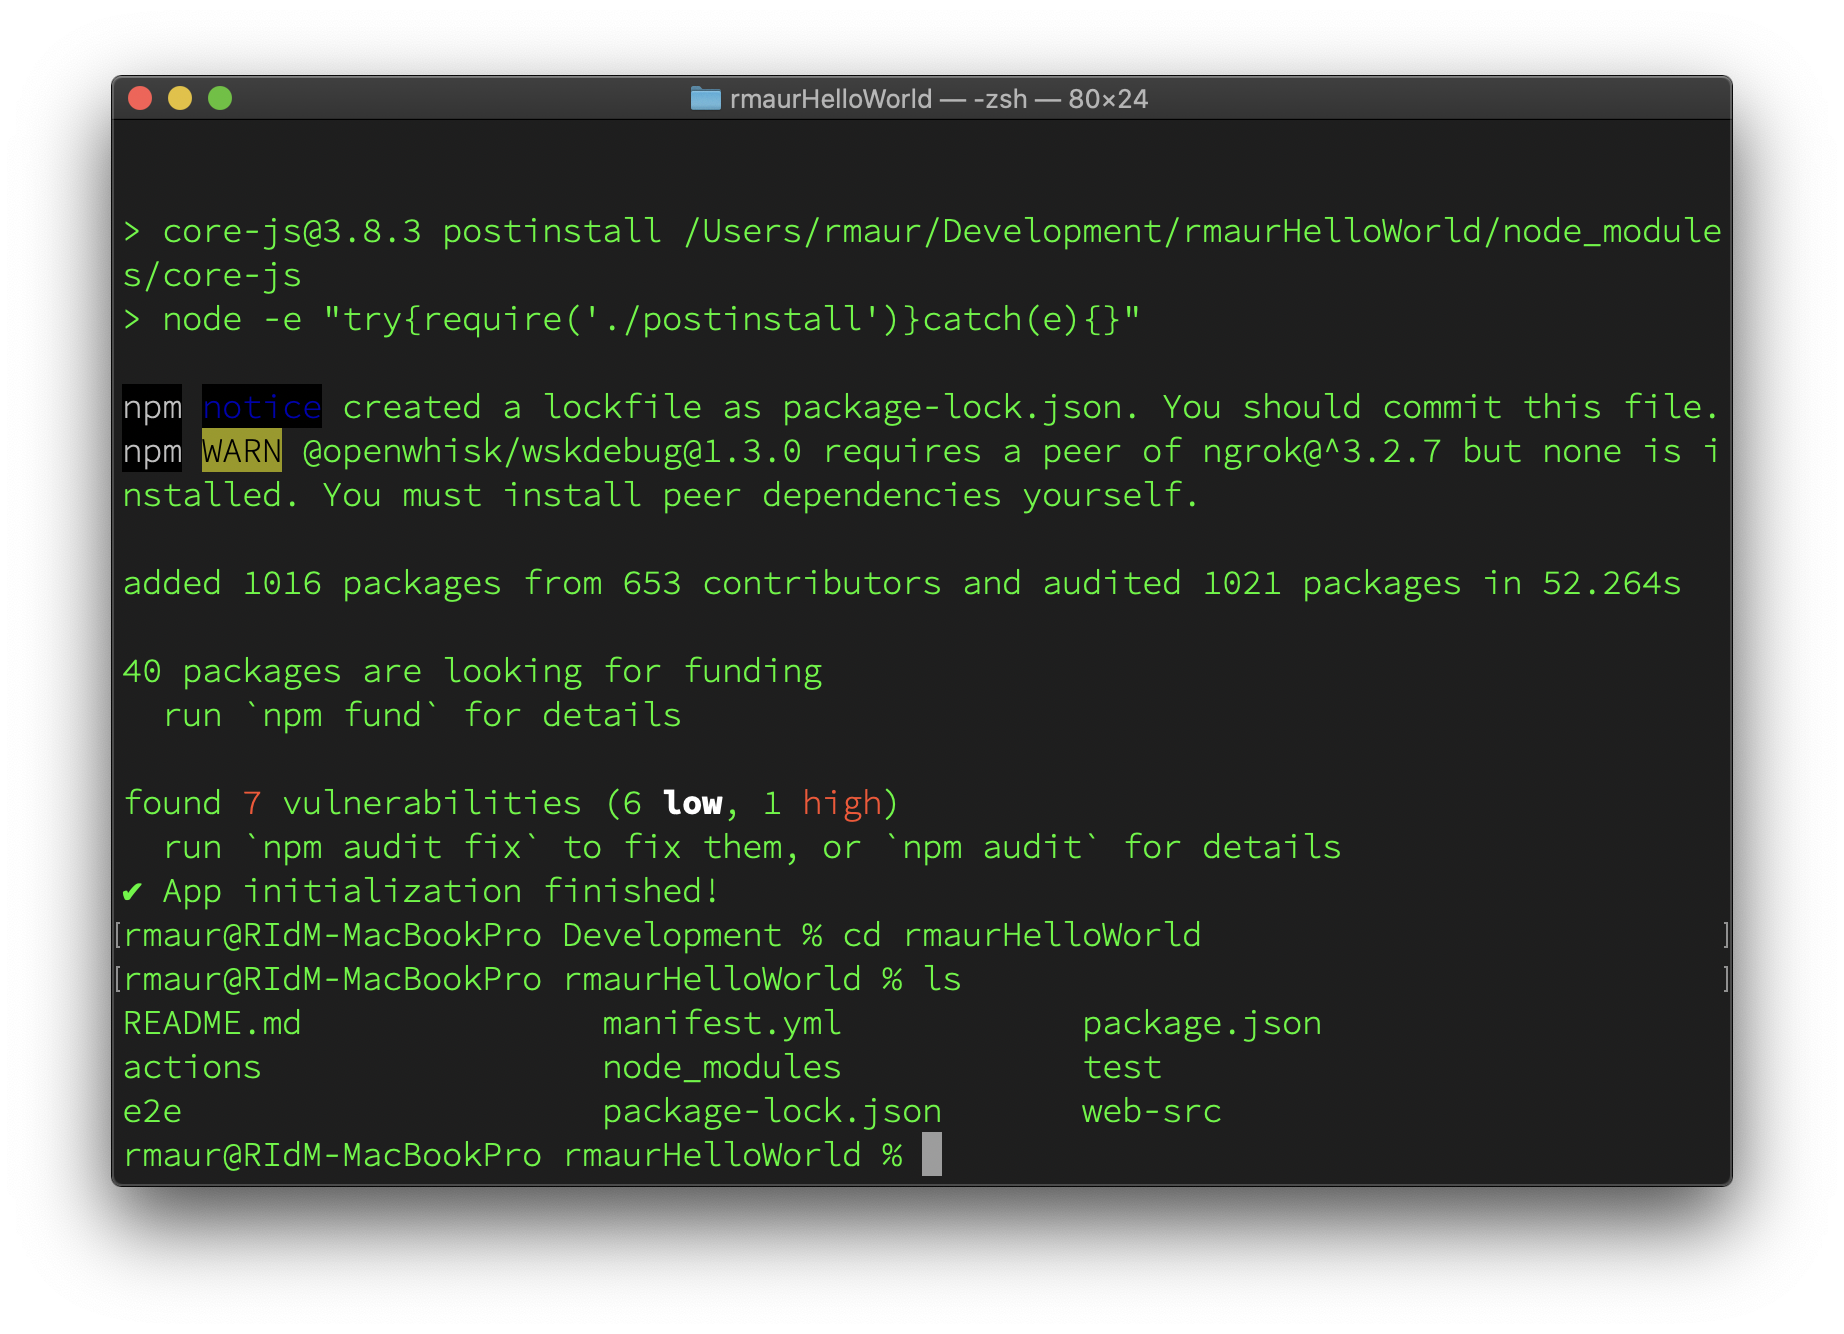 rmaurHelloWorld — -zsh — 80×24
> core-js@3.8.3 postinstall /Users/rmaur/Development/rmaurHelloWorld/node_module
s/core-js
> node -e "try{require('./postinstall')}catch(e){}"
npm notice created a lockfile as package-lock.json. You should commit this file.
npm WARN @openwhisk/wskdebug@1.3.0 requires a peer of ngrok@^3.2.7 but none is i
nstalled. You must install peer dependencies yourself.
added 1016 packages from 653 contributors and audited 1021 packages in 52.264s
40 packages are looking for funding
  run `npm fund` for details
found 7 vulnerabilities (6 low, 1 high)
  run `npm audit fix` to fix them, or `npm audit` for details
✔ App initialization finished!
[rmaur@RIdM-MacBookPro Development % cd rmaurHelloWorld ]
[rmaur@RIdM-MacBookPro rmaurHelloWorld % ls ]
README.md manifest.yml package.json
actions node_modules test
e2e package-lock.json web-src
rmaur@RIdM-MacBookPro rmaurHelloWorld %